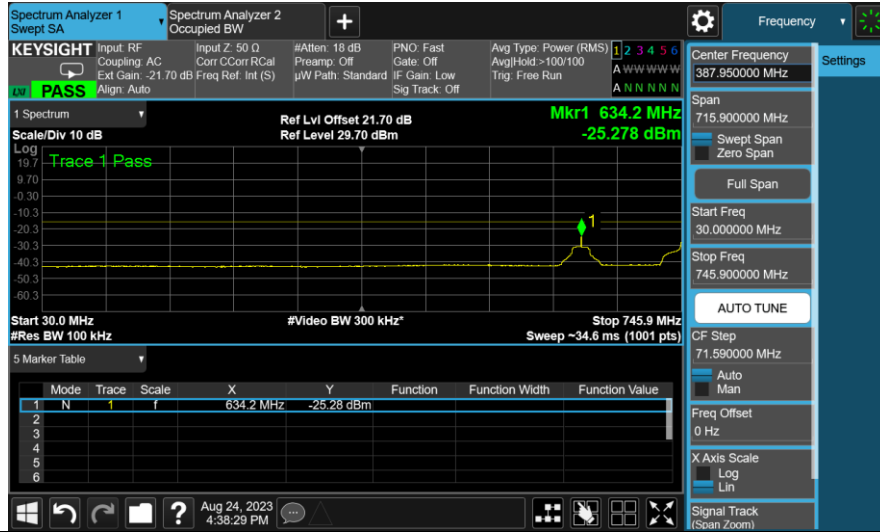 Spectrum Analyzer 1
Swept SA
Spectrum Analyzer 2
Occupied BW
+
Frequency
KEYSIGHT
Input: RF
Coupling: AC
Ext Gain: -21.70 dB
Align: Auto
Input Z: 50 Ω
Corr CCorr RCal
Freq Ref: Int (S)
#Atten: 18 dB
Preamp: Off
µW Path: Standard
PNO: Fast
Gate: Off
IF Gain: Low
Sig Track: Off
Avg Type: Power (RMS)
Avg|Hold:>100/100
Trig: Free Run
1 2 3 4 5 6
A W W W W W
A N N N N N
LXI
PASS
1 Spectrum
Scale/Div 10 dB
Ref Lvl Offset 21.70 dB
Ref Level 29.70 dBm
Mkr1 634.2 MHz
-25.278 dBm
Log
Trace 1 Pass
19.7
9.70
-0.30
-10.3
-20.3
-30.3
-40.3
-50.3
-60.3
1
Start 30.0 MHz
#Res BW 100 kHz
#Video BW 300 kHz*
Stop 745.9 MHz
Sweep ~34.6 ms (1001 pts)
5 Marker Table
Mode Trace Scale X Y Function Function Width Function Value
1 N 1 f 634.2 MHz -25.28 dBm
2
3
4
5
6
Aug 24, 2023
4:38:29 PM
?
Center Frequency
387.950000 MHz
Settings
Span
715.900000 MHz
Swept Span
Zero Span
Full Span
Start Freq
30.000000 MHz
Stop Freq
745.900000 MHz
AUTO TUNE
CF Step
71.590000 MHz
Auto
Man
Freq Offset
0 Hz
X Axis Scale
Log
Lin
Signal Track
(Span Zoom)